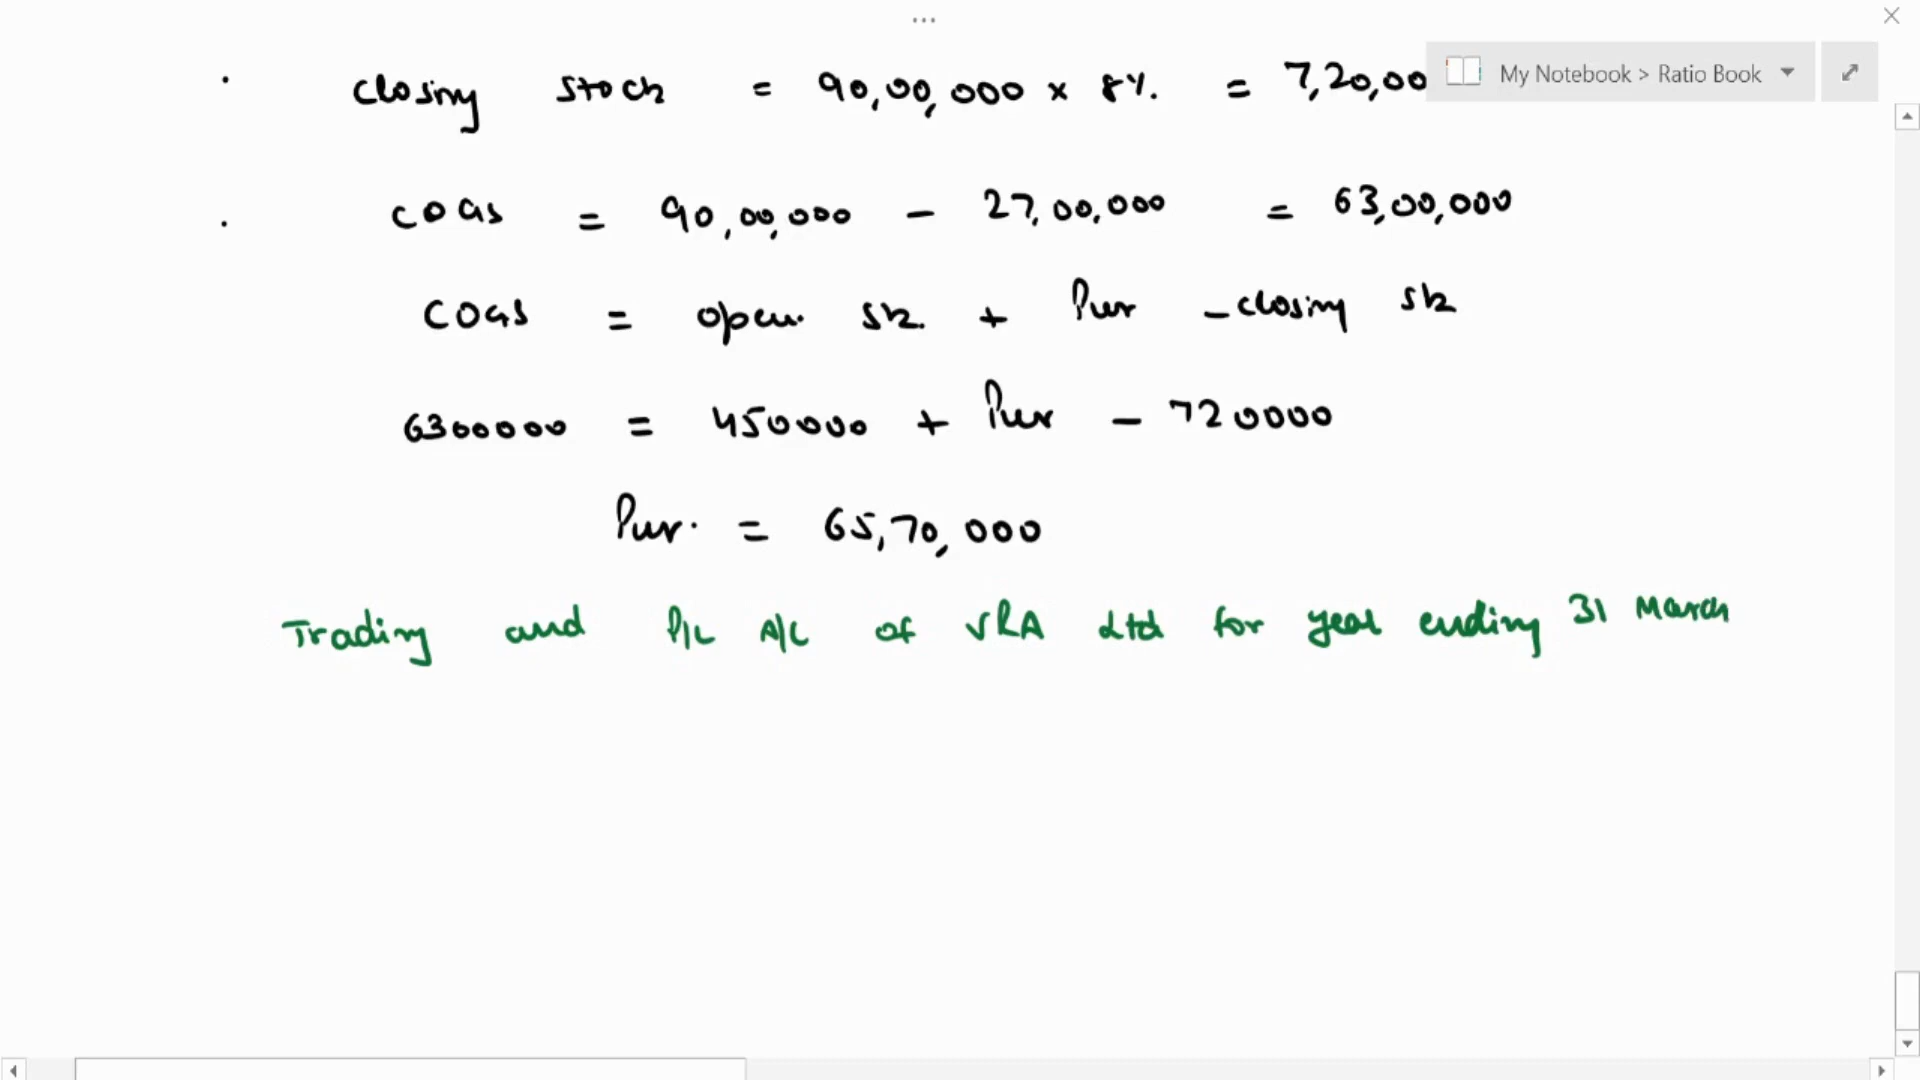 ...
My Notebook > Ratio Book
closing stock = 90,00,000 x 8%. = 7,20,00
COGS = 90,00,000 - 27,00,000 = 63,00,000
COGS = open. sk. + Pur - closing sk
6300000 = 450000 + Pur - 720000
Pur. = 65,70,000
Trading and P/L A/C of VRA Ltd for year ending 31 March